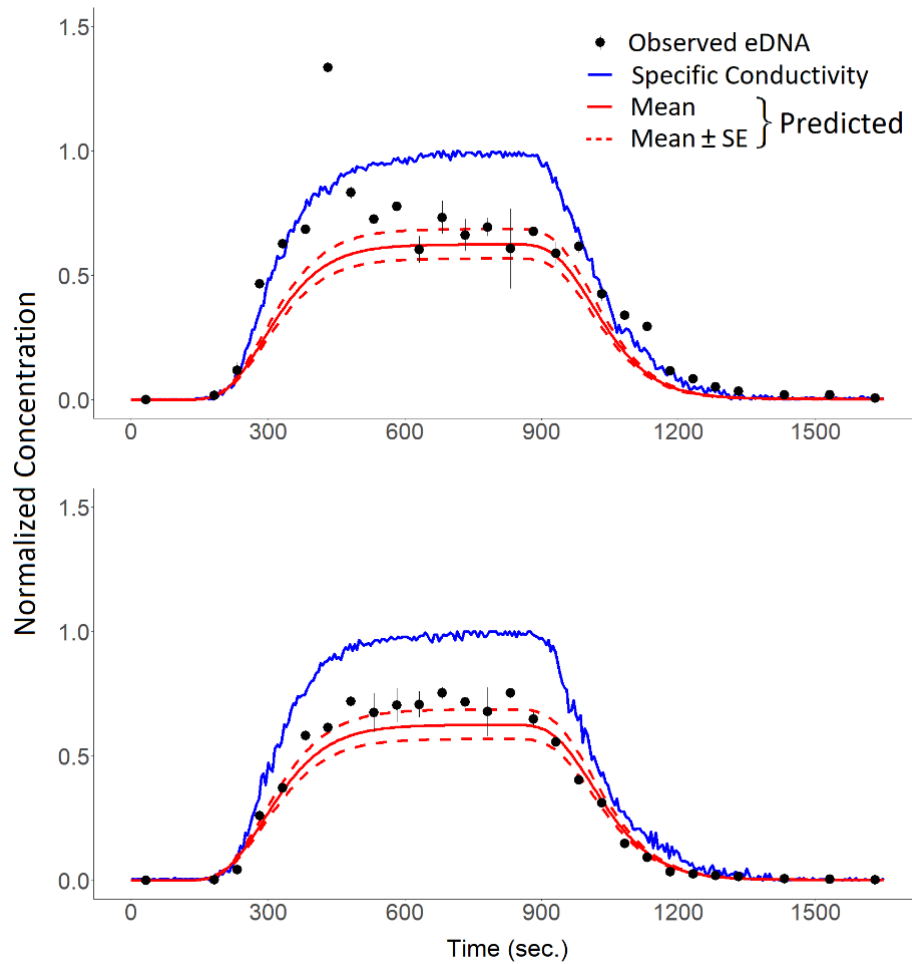 1.5
Observed eDNA
Specific Conductivity
Mean
Mean ± SE
} Predicted
1.0
0.5
0.0
0 300 600 900 1200 1500
Normalized Concentration
1.5
1.0
0.5
0.0
0 300 600 900 1200 1500
Time (sec.)